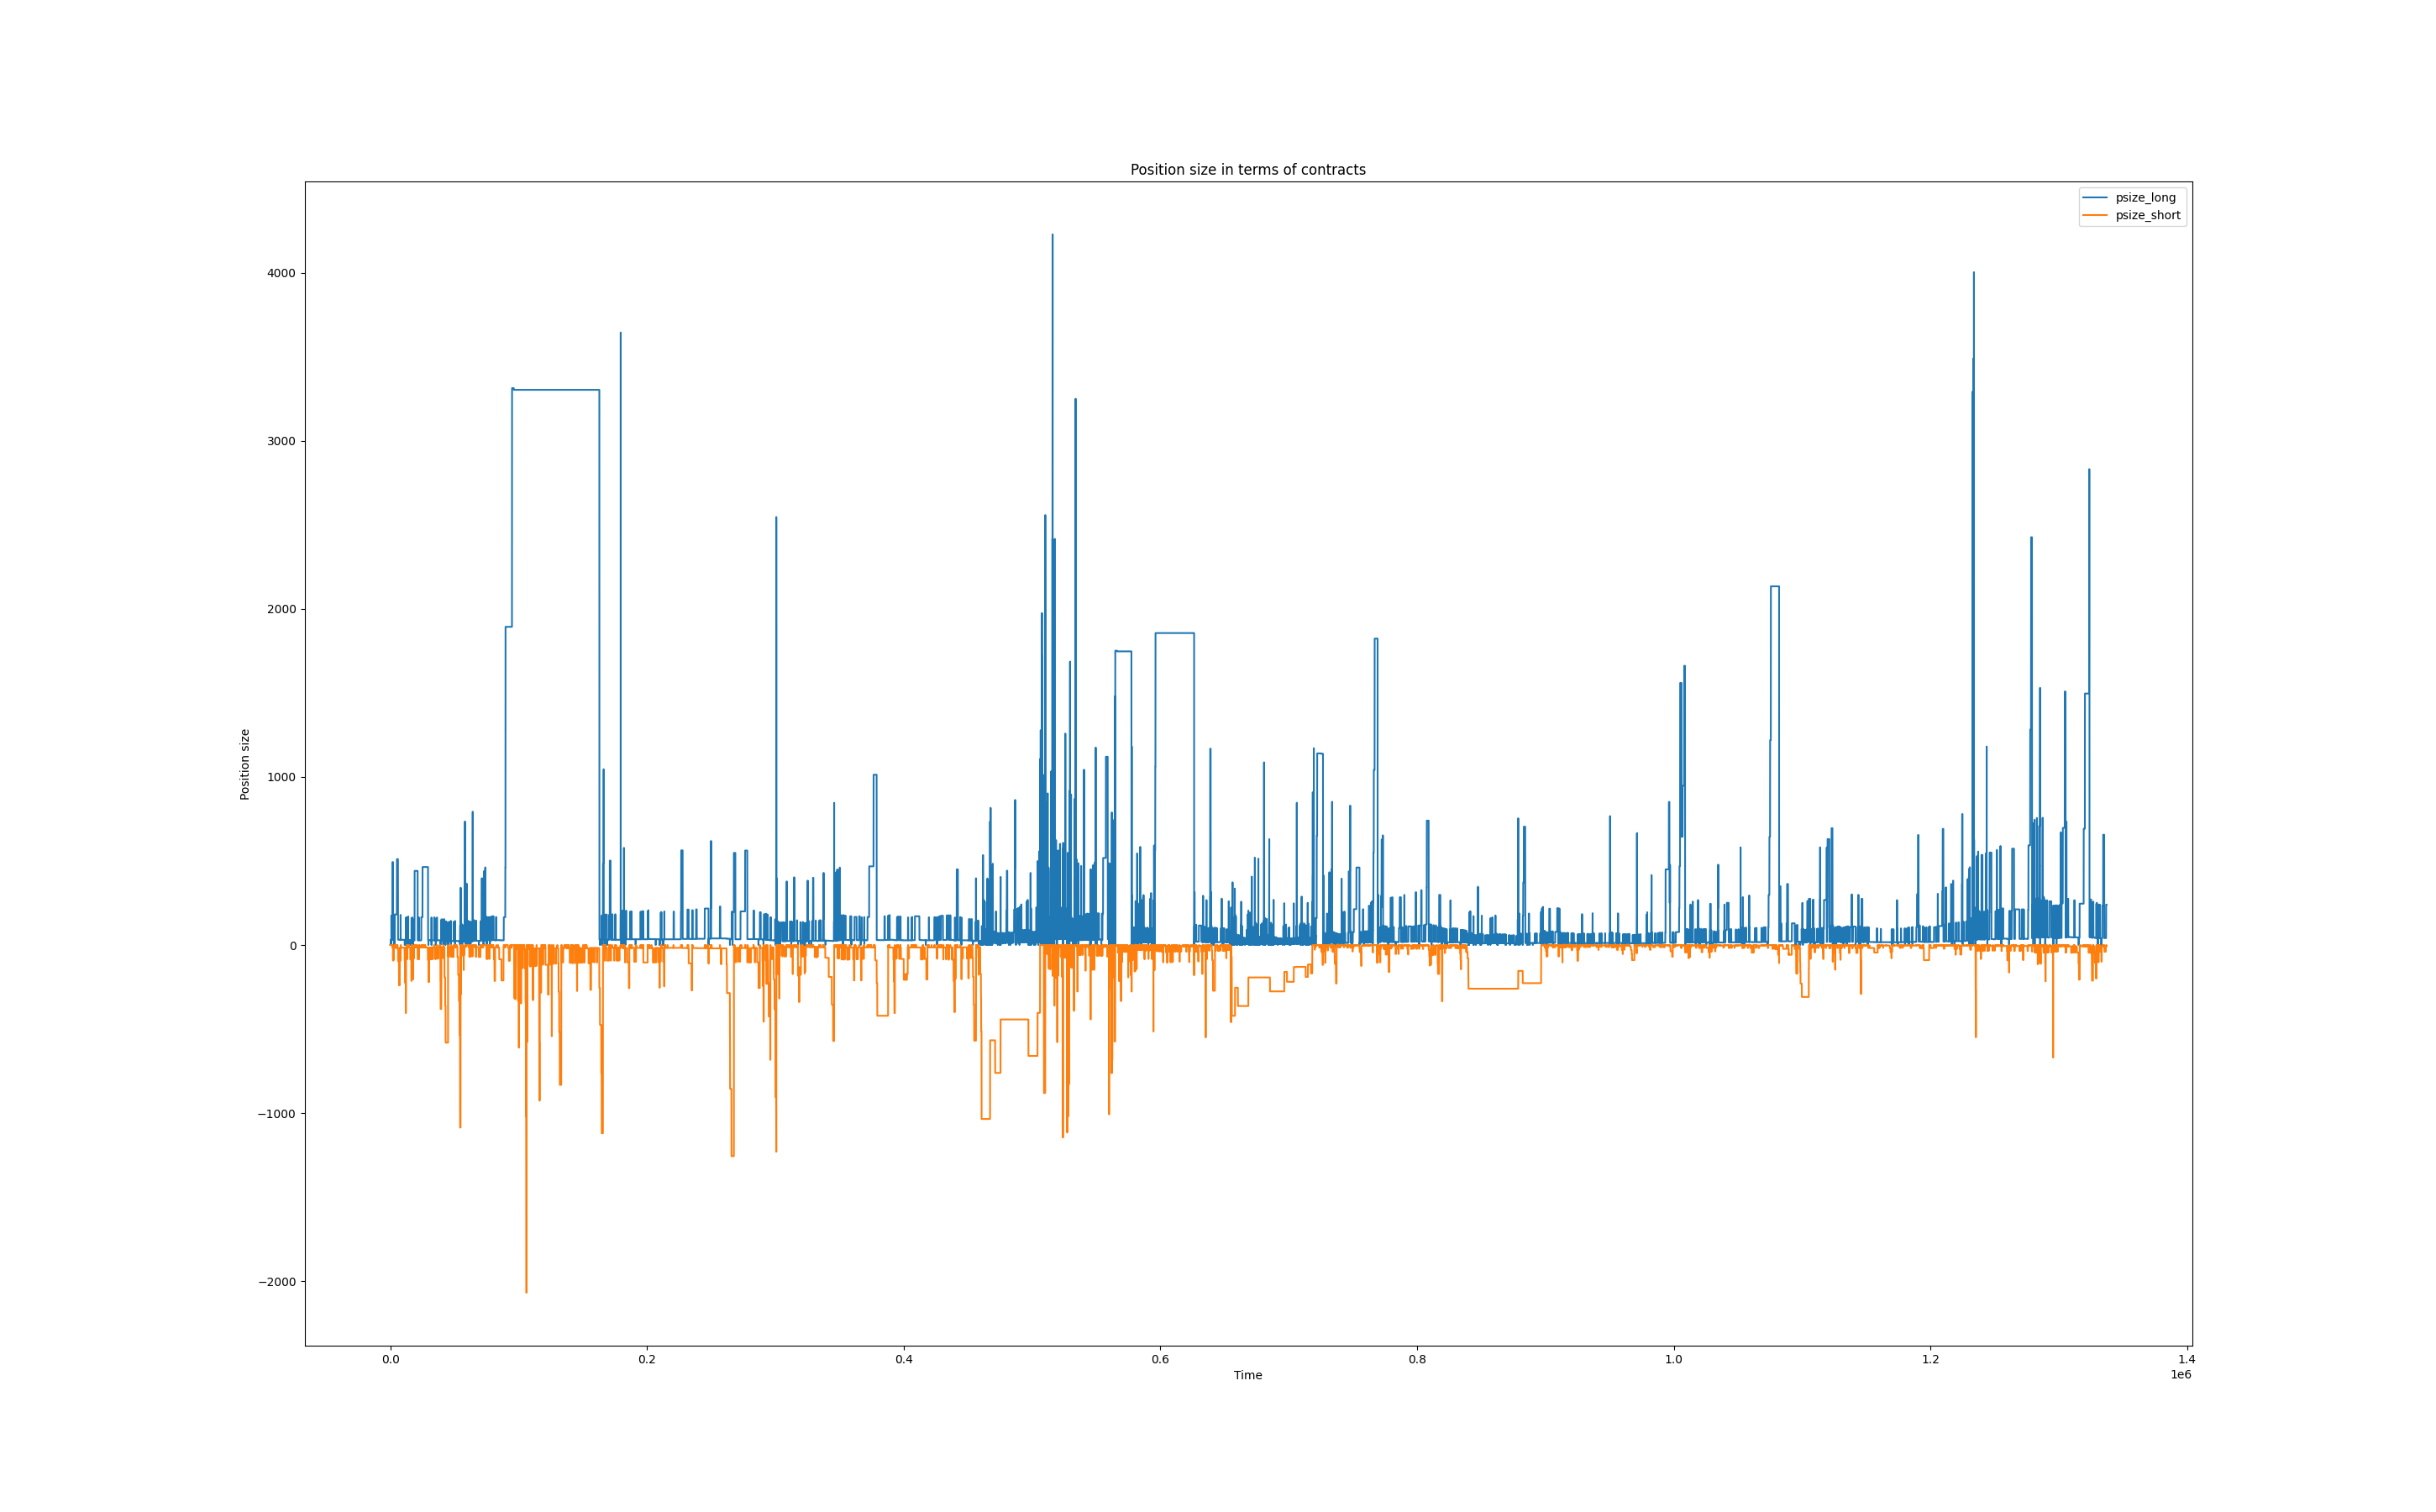 Position size in terms of contracts
psize_long
psize_short
4000
3000
2000
1000
0
−1000
−2000
Position size
0.0 0.2 0.4 0.6 0.8 1.0 1.2 1.4
Time
1e6